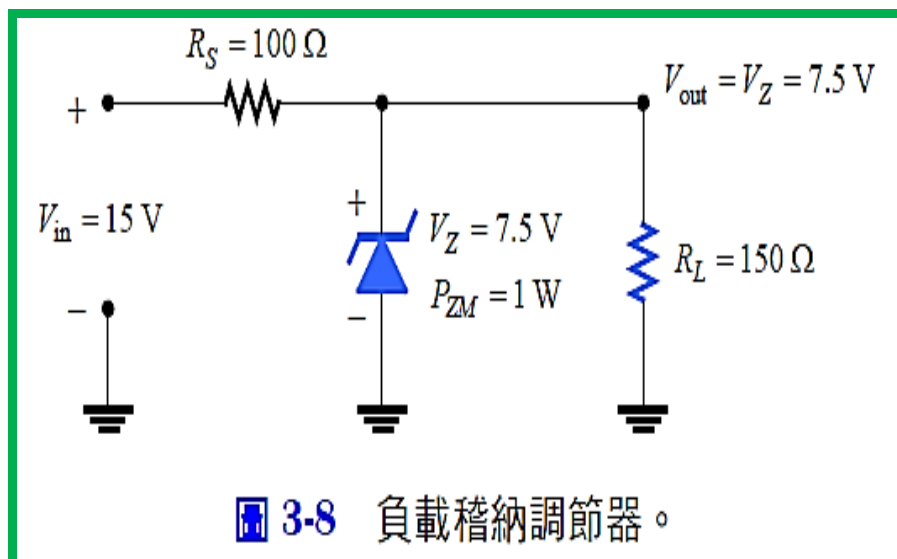 R_S = 100 Ω
V_out = V_Z = 7.5 V
+
V_in = 15 V
−
+
V_Z = 7.5 V
P_ZM = 1 W
−
R_L = 150 Ω
圖 3-8 負載稽納調節器。